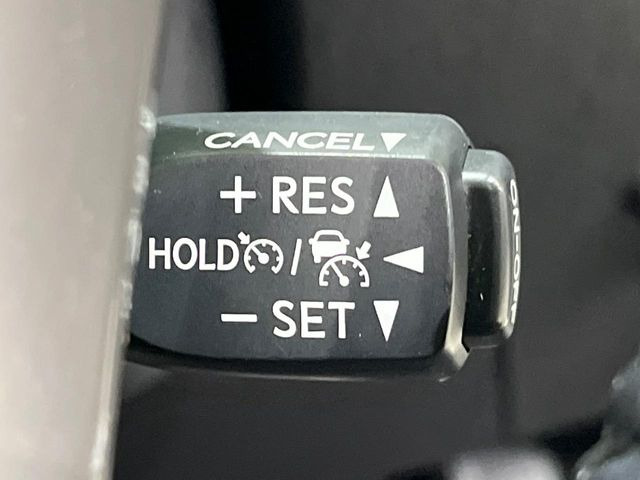 CANCEL▼
+ RES ▲
HOLD / ◀
− SET ▼
ON-OFF